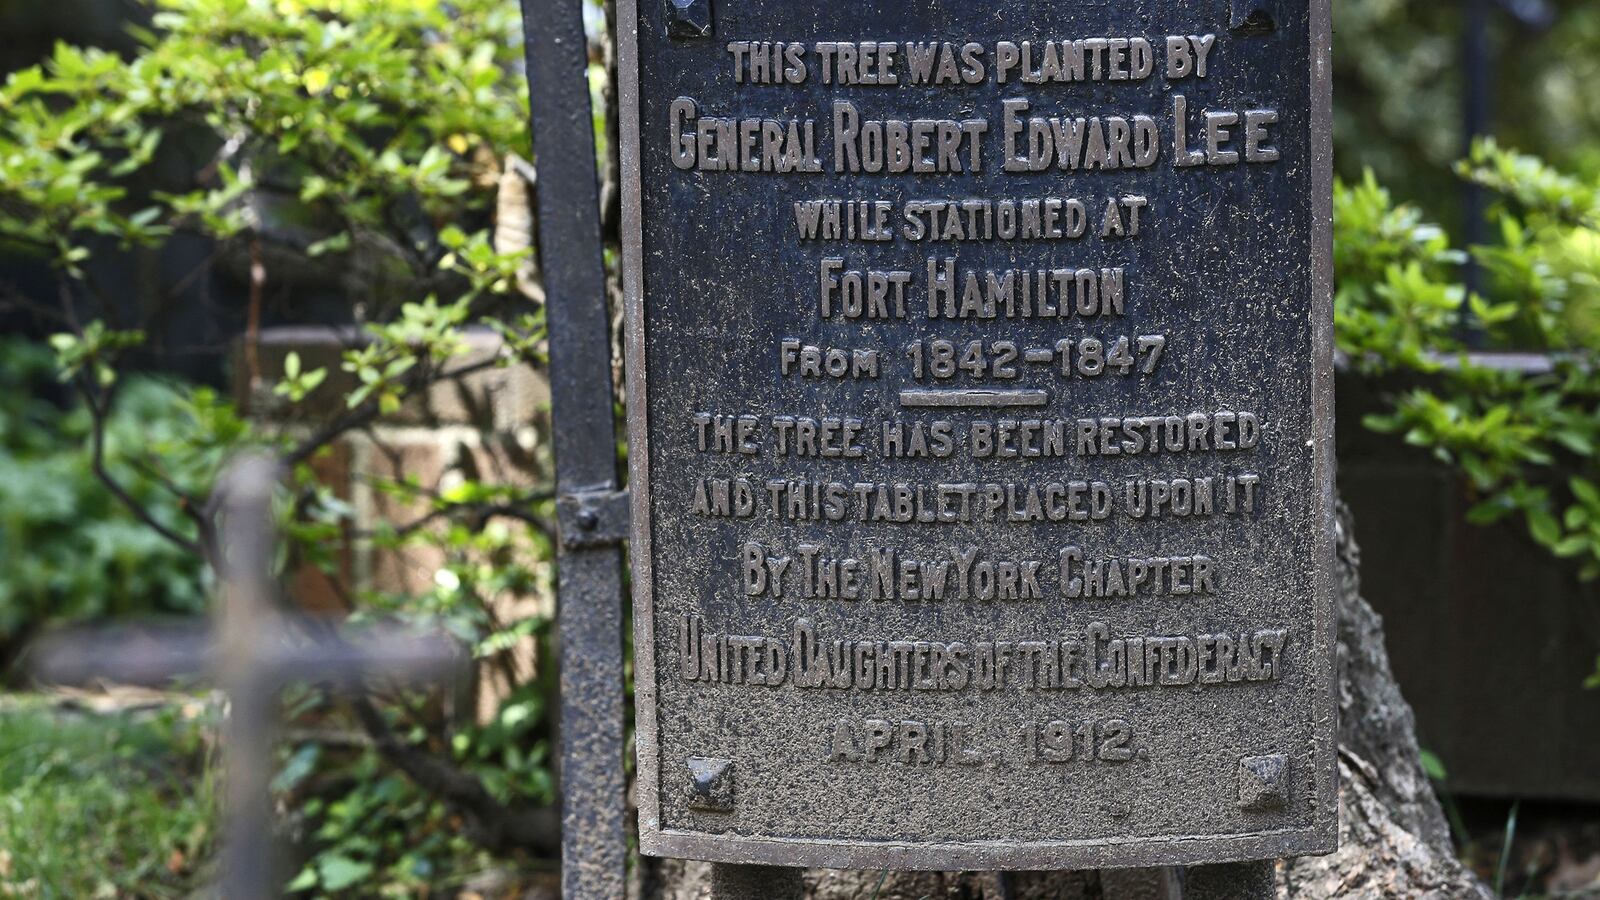 THIS TREE WAS PLANTED BY
GENERAL ROBERT EDWARD LEE
WHILE STATIONED AT
FORT HAMILTON
FROM 1842-1847
THE TREE HAS BEEN RESTORED
AND THIS TABLET PLACED UPON IT
BY THE NEW YORK CHAPTER
UNITED DAUGHTERS OF THE CONFEDERACY
APRIL, 1912.